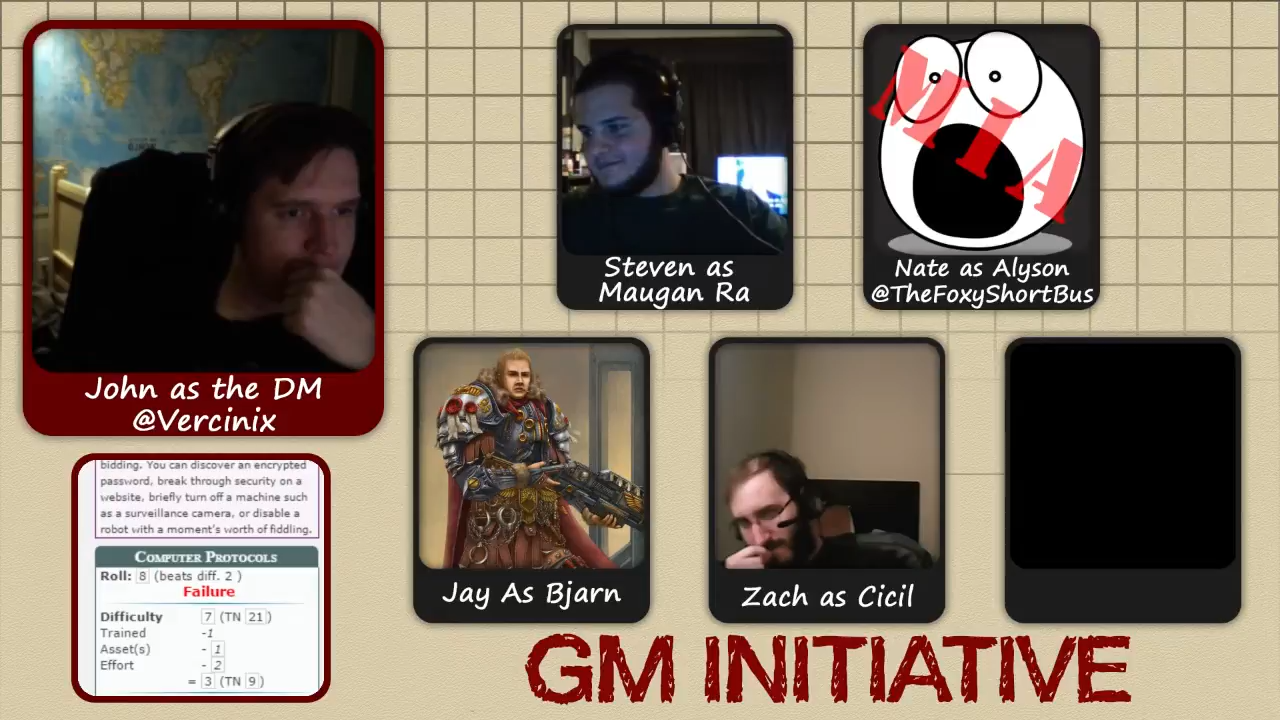 John as the DM
@Vercinix
Steven as
Maugan Ra
MIA
Nate as Alyson
@TheFoxyShortBus
bidding. You can discover an encrypted
password, break through security on a
website, briefly turn off a machine such
as a surveillance camera, or disable a
robot with a moment's worth of fiddling.
COMPUTER PROTOCOLS
Roll: 8 (beats diff. 2 )
Failure
Difficulty 7 (TN 21)
Trained -1
Asset(s) - 1
Effort - 2
= 3 (TN 9)
Jay As Bjarn
Zach as Cicil
GM INITIATIVE